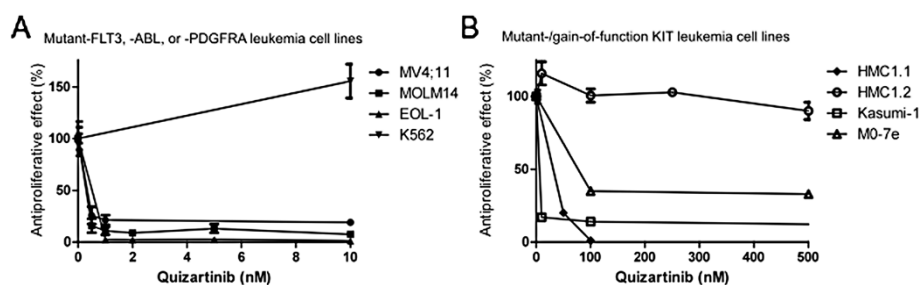 A
Mutant-FLT3, -ABL, or -PDGFRA leukemia cell lines
Antiproliferative effect (%)
150
100
50
0
0 2 4 6 8 10
Quizartinib (nM)
MV4;11
MOLM14
EOL-1
K562
B
Mutant-/gain-of-function KIT leukemia cell lines
Antiproliferative effect (%)
100
50
0
0 100 200 300 400 500
Quizartinib (nM)
HMC1.1
HMC1.2
Kasumi-1
M0-7e